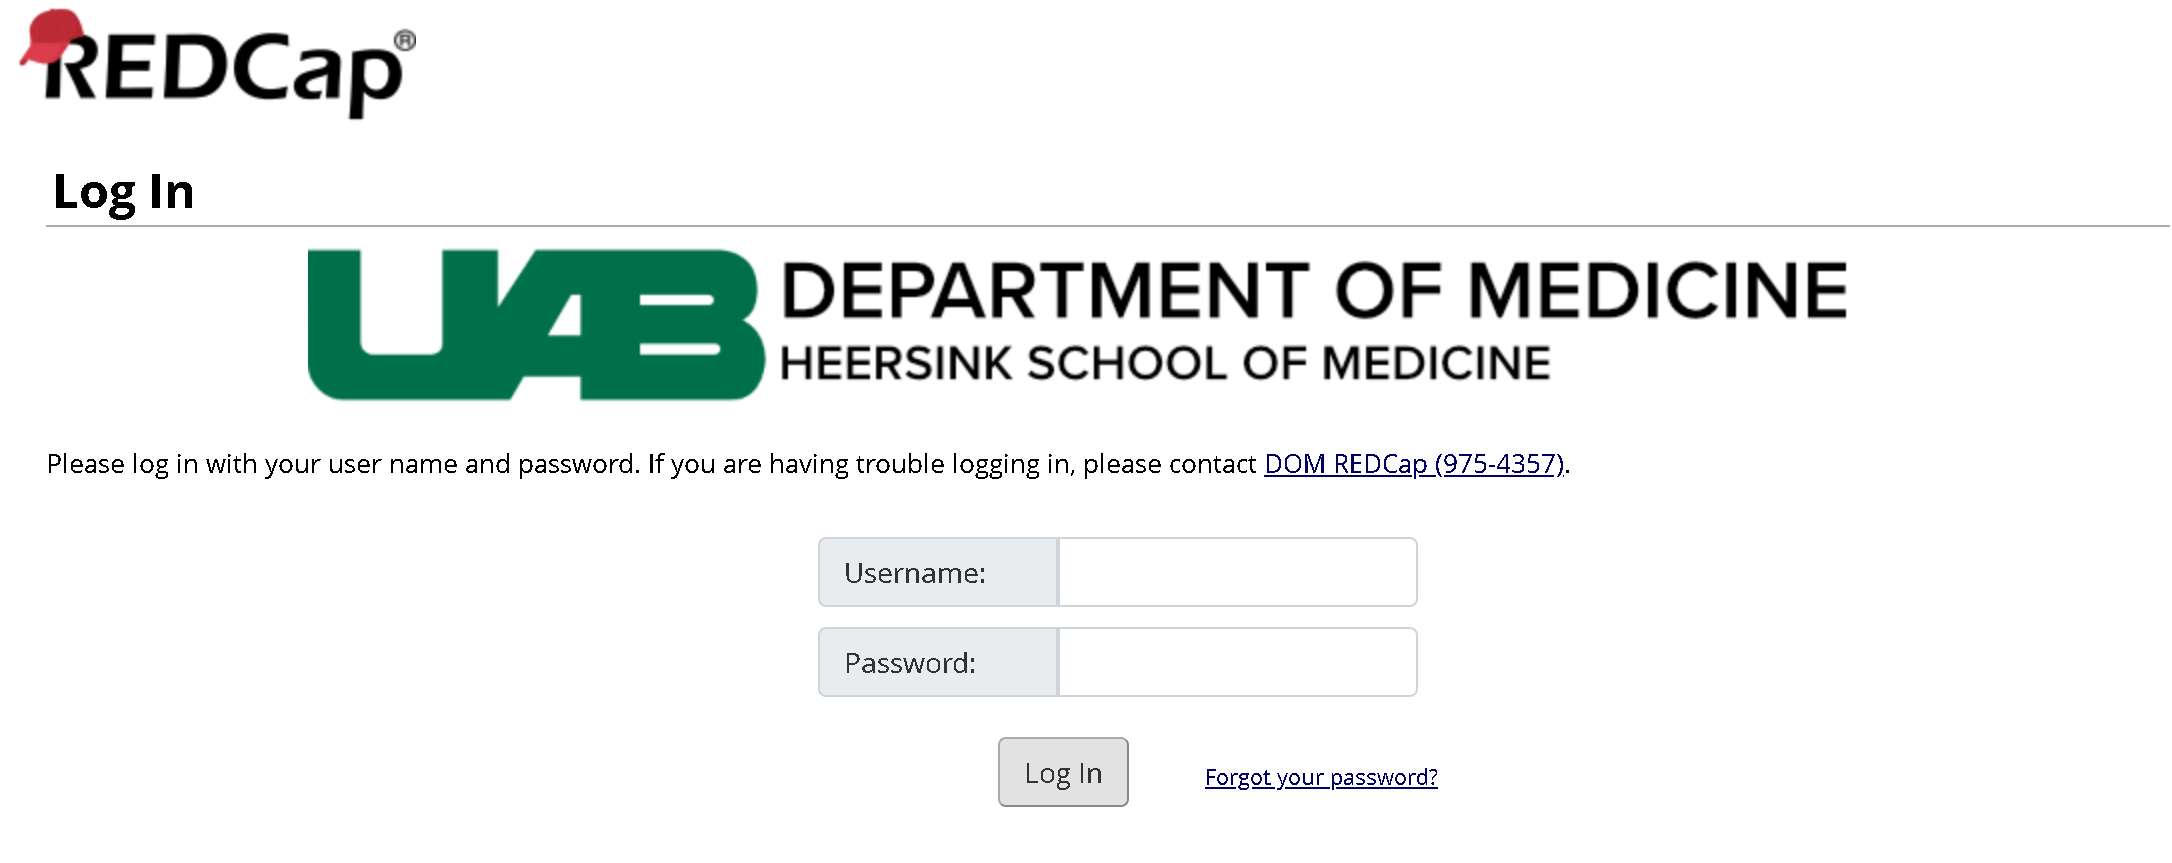 REDCap®
Log In
UAB DEPARTMENT OF MEDICINE
HEERSINK SCHOOL OF MEDICINE
Please log in with your user name and password. If you are having trouble logging in, please contact DOM REDCap (975-4357).
Username:
Password:
Log In Forgot your password?